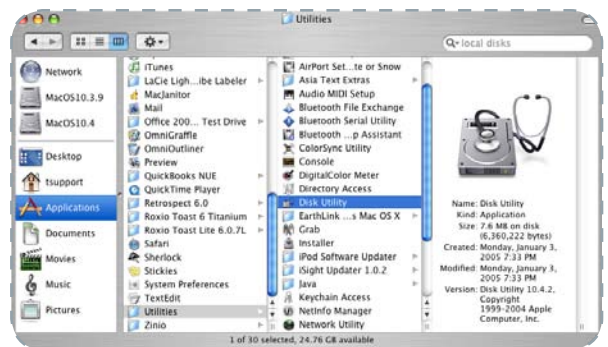 Utilities
local disks
Network
MacOS10.3.9
MacOS10.4
Desktop
tsupport
Applications
Documents
Movies
Music
Pictures
iTunes
LaCie Ligh...ibe Labeler
MacJanitor
Mail
Office 200... Test Drive
OmniGraffle
OmniOutliner
Preview
QuickBooks NUE
QuickTime Player
Retrospect 6.0
Roxio Toast 6 Titanium
Roxio Toast Lite 6.0.7L
Safari
Sherlock
Stickies
System Preferences
TextEdit
Utilities
Zinio
AirPort Set...te or Snow
Asia Text Extras
Audio MIDI Setup
Bluetooth File Exchange
Bluetooth Serial Utility
Bluetooth ...p Assistant
ColorSync Utility
Console
DigitalColor Meter
Directory Access
Disk Utility
EarthLink ...s Mac OS X
Grab
Installer
iPod Software Updater
iSight Updater 1.0.2
Java
Keychain Access
NetInfo Manager
Network Utility
Name: Disk Utility
Kind: Application
Size: 7.6 MB on disk
(6,360,222 bytes)
Created: Monday, January 3,
2005 7:33 PM
Modified: Monday, January 3,
2005 7:33 PM
Version: Disk Utility 10.4.2,
Copyright
1999-2004 Apple
Computer, Inc.
1 of 30 selected, 24.76 GB available